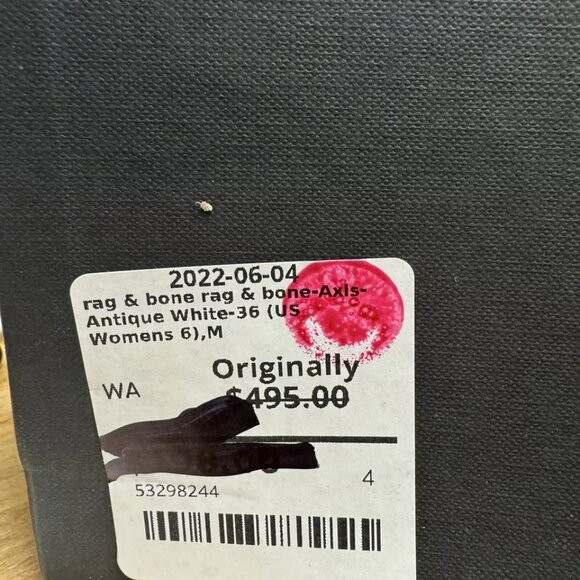 2022-06-04
rag & bone rag & bone-Axis-
Antique White-36 (US
Womens 6),M
Originally
WA
$495.00
4
53298244